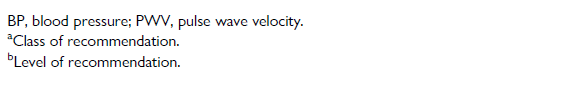 BP, blood pressure; PWV, pulse wave velocity.
ᵃClass of recommendation.
ᵇLevel of recommendation.